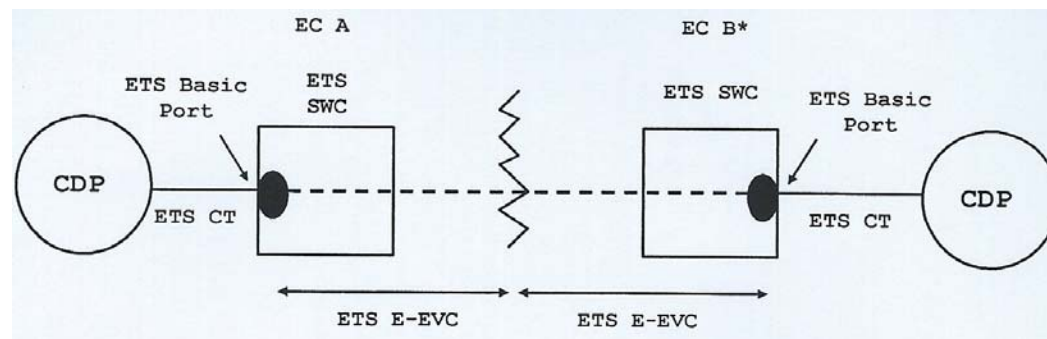 EC A
EC B*
ETS Basic
Port
ETS
SWC
ETS SWC
ETS Basic
Port
CDP
ETS CT
ETS CT
CDP
ETS E-EVC
ETS E-EVC